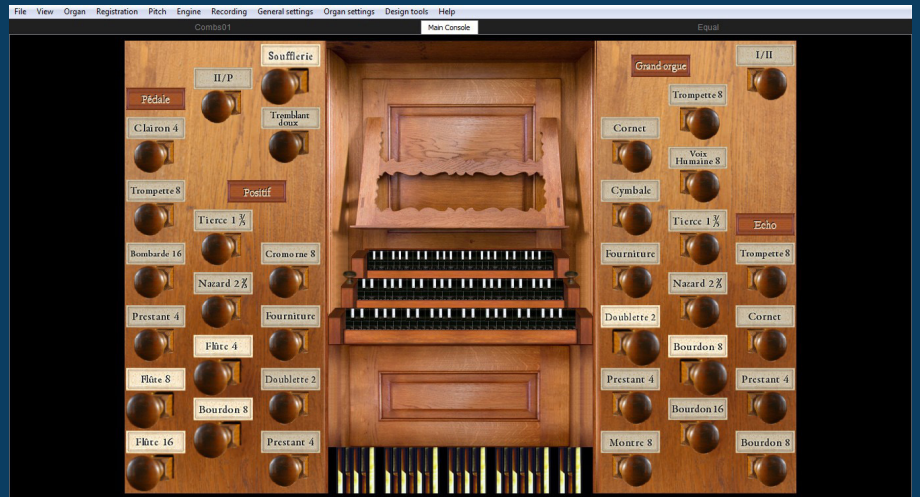 File View Organ Registration Pitch Engine Recording General settings Organ settings Design tools Help
Combs01 Main Console Equal
Soufflerie
II/P
Pédale
Tremblant
doux
Clairon 4
Trompette 8
Positif
Tierce 1 3/5
Bombarde 16
Cromorne 8
Nazard 2 2/3
Prestant 4
Fourniture
Flûte 4
Flûte 8
Doublette 2
Bourdon 8
Flûte 16
Prestant 4
I/II
Grand-orgue
Trompette 8
Cornet
Voix
Humaine 8
Cymbale
Tierce 1 3/5
Echo
Fourniture
Trompette 8
Nazard 2 2/3
Doublette 2
Cornet
Bourdon 8
Prestant 4
Prestant 4
Bourdon 16
Montre 8
Bourdon 8